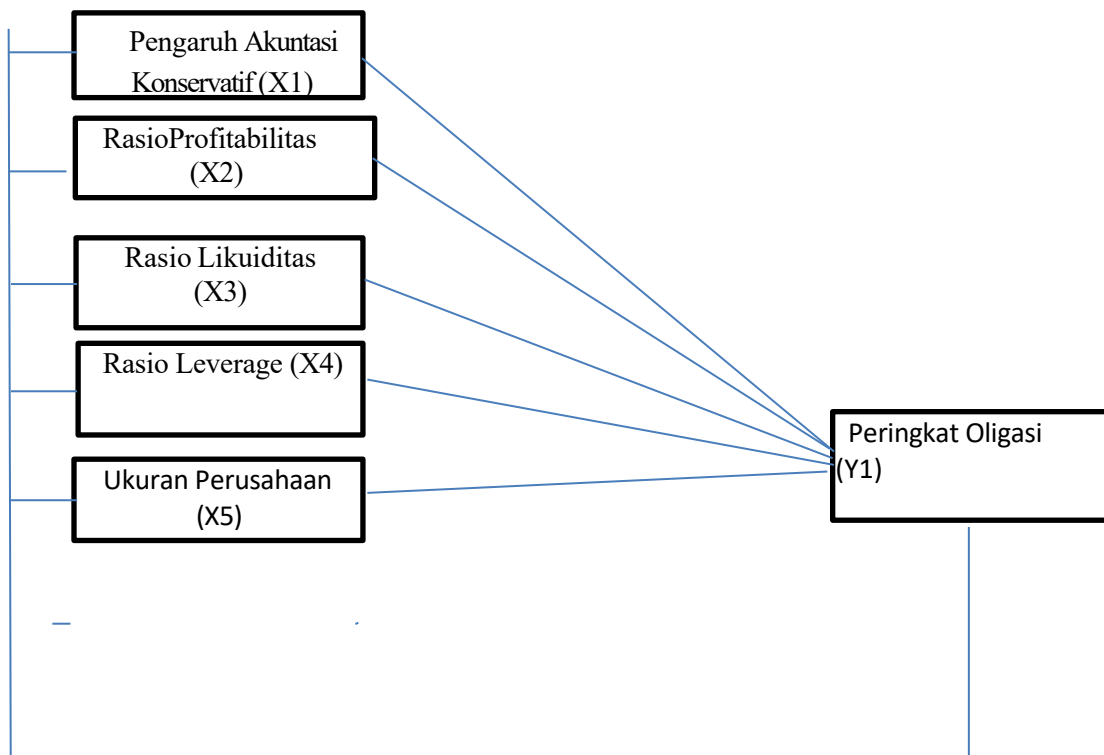 Pengaruh Akuntasi
Konservatif (X1)
RasioProfitabilitas
(X2)
Rasio Likuiditas
(X3)
Rasio Leverage (X4)
Ukuran Perusahaan
(X5)
Peringkat Oligasi
(Y1)